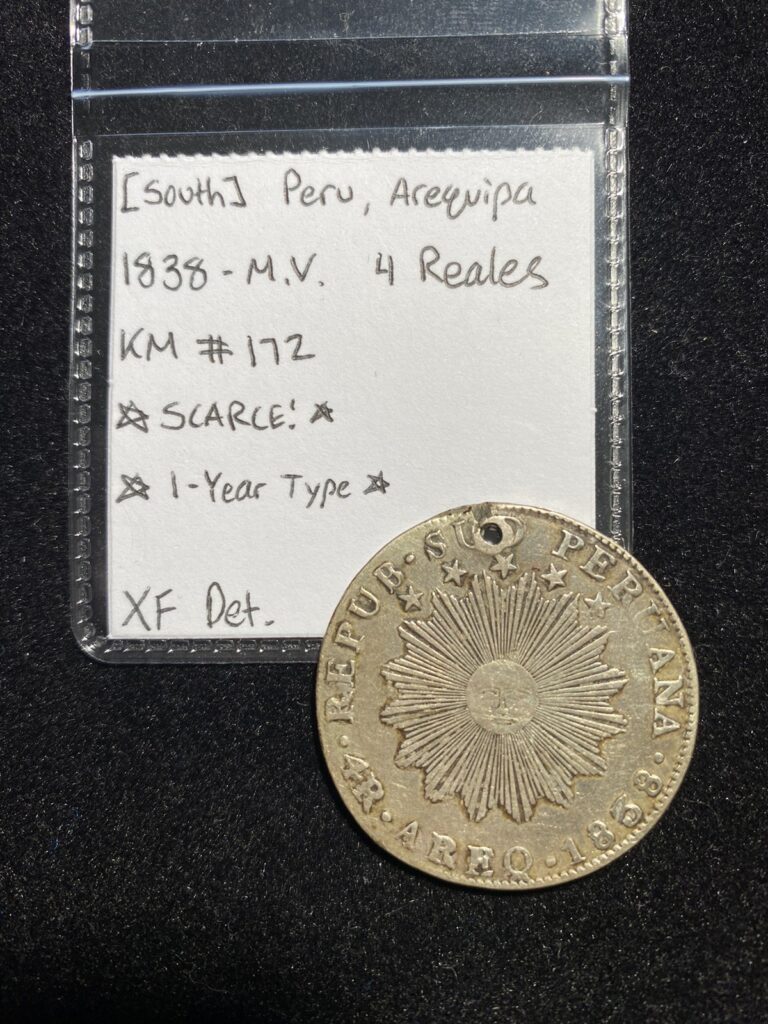 [South] Peru, Arequipa
1838 - M.V. 4 Reales
KM # 172
☆ SCARCE! ☆
☆ 1-Year Type ☆
XF Det.
· REPUB · SUD PERUANA ·
4R · AREQ · 1838 ·